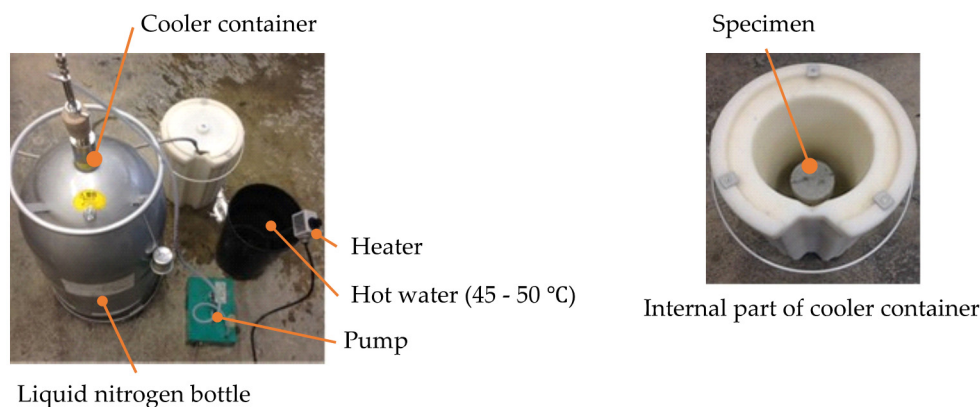 Cooler container
Specimen
Heater
Hot water (45 - 50 °C)
Internal part of cooler container
Pump
Liquid nitrogen bottle